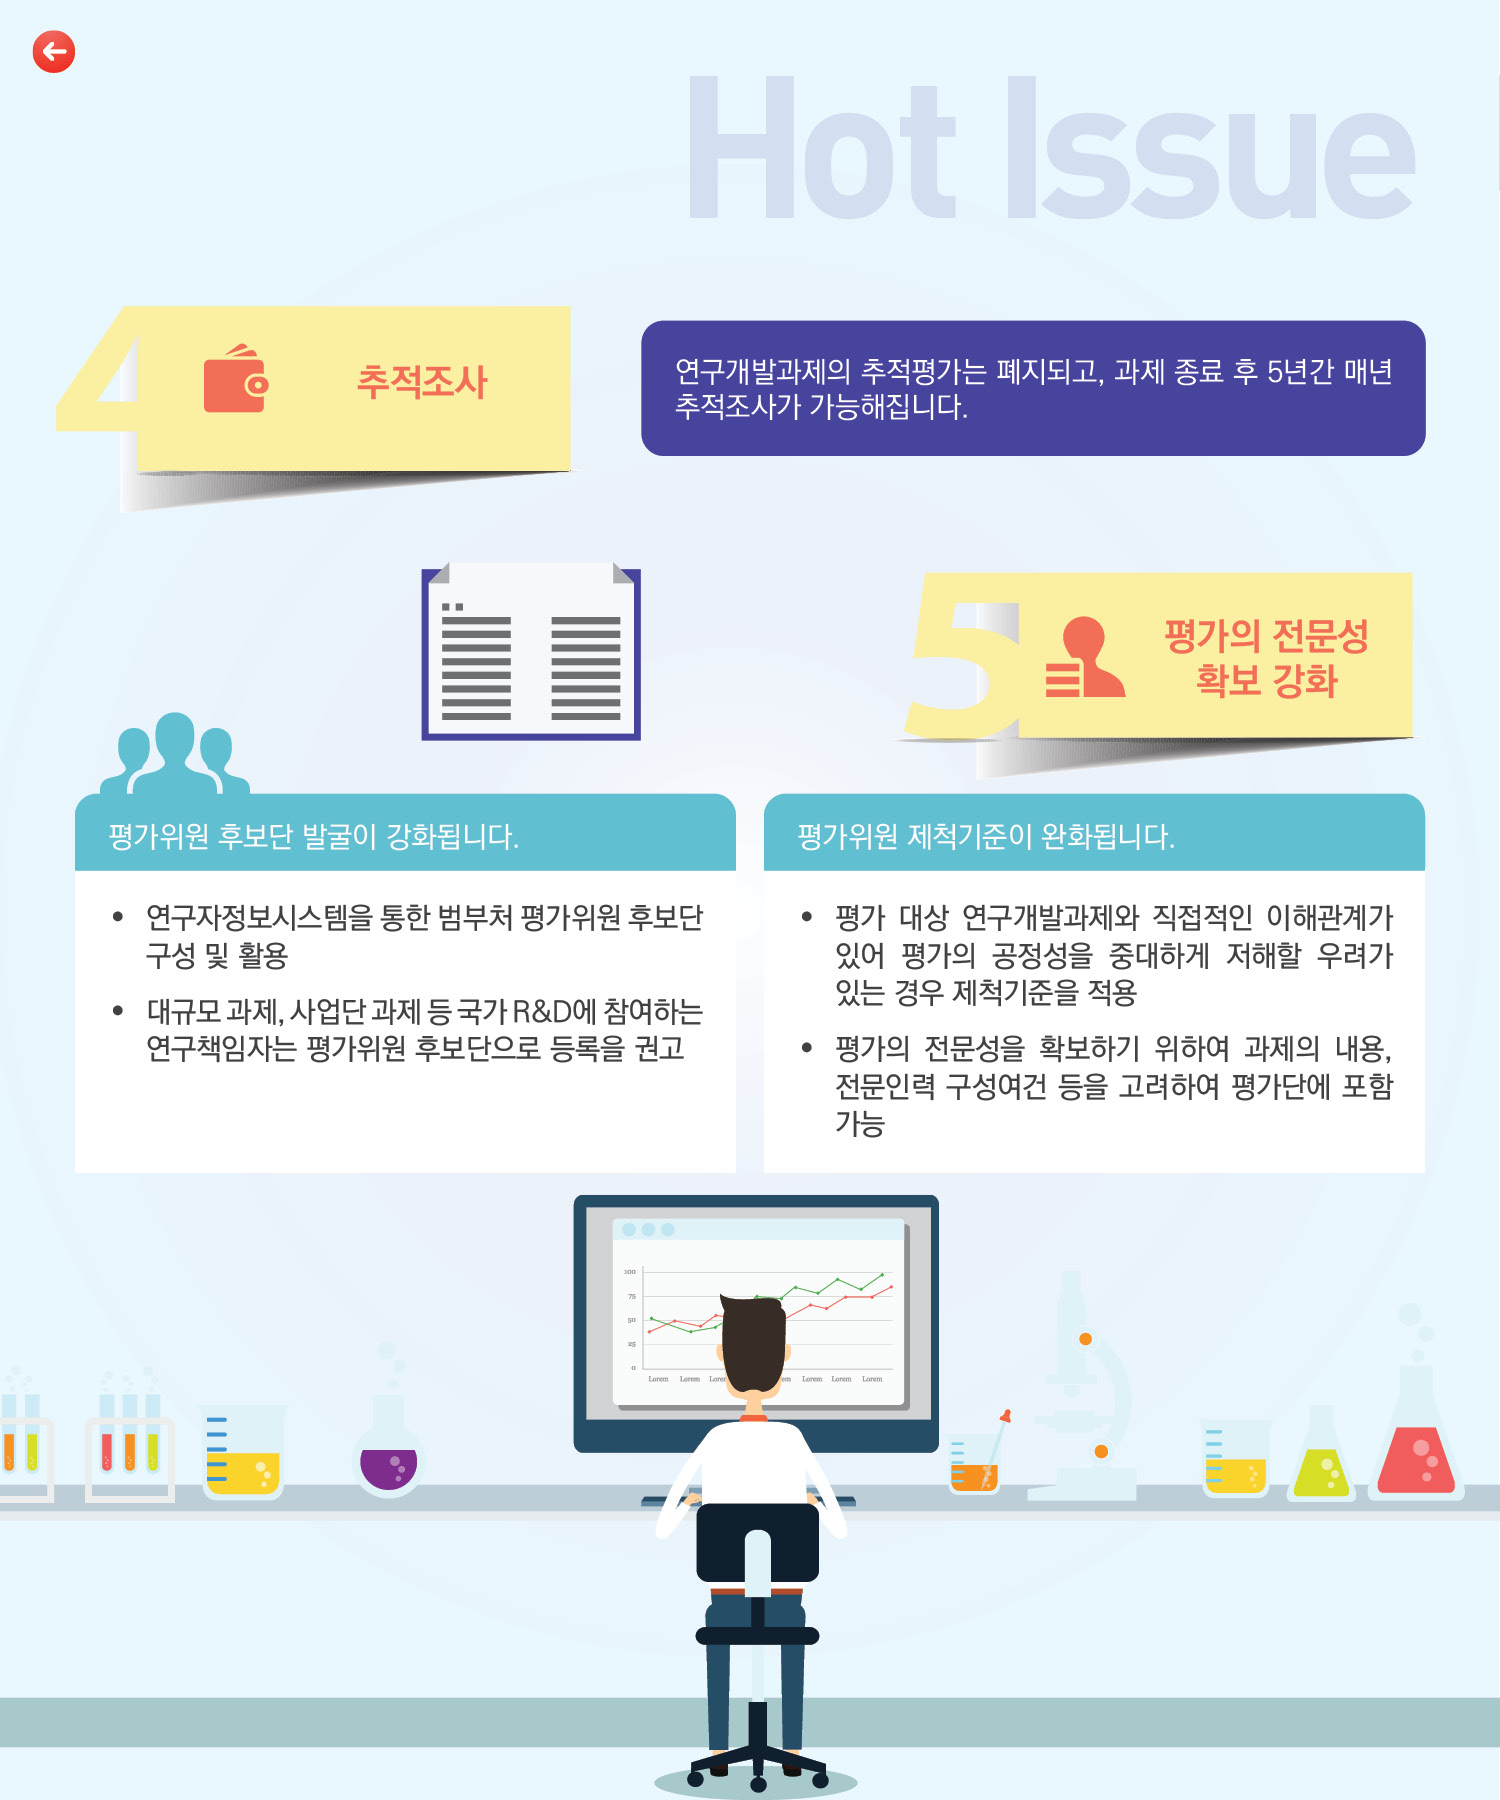 Hot Issue
4
추적조사
연구개발과제의 추적평가는 폐지되고, 과제 종료 후 5년간 매년
추적조사가 가능해집니다.
5
평가의 전문성
확보 강화
평가위원 후보단 발굴이 강화됩니다.
• 연구자정보시스템을 통한 범부처 평가위원 후보단
구성 및 활용
• 대규모 과제, 사업단 과제 등 국가 R&D에 참여하는
연구책임자는 평가위원 후보단으로 등록을 권고
평가위원 제척기준이 완화됩니다.
• 평가 대상 연구개발과제와 직접적인 이해관계가
있어 평가의 공정성을 중대하게 저해할 우려가
있는 경우 제척기준을 적용
• 평가의 전문성을 확보하기 위하여 과제의 내용,
전문인력 구성여건 등을 고려하여 평가단에 포함
가능
100
75
50
25
0
Lorem Lorem Lorem Lorem Lorem